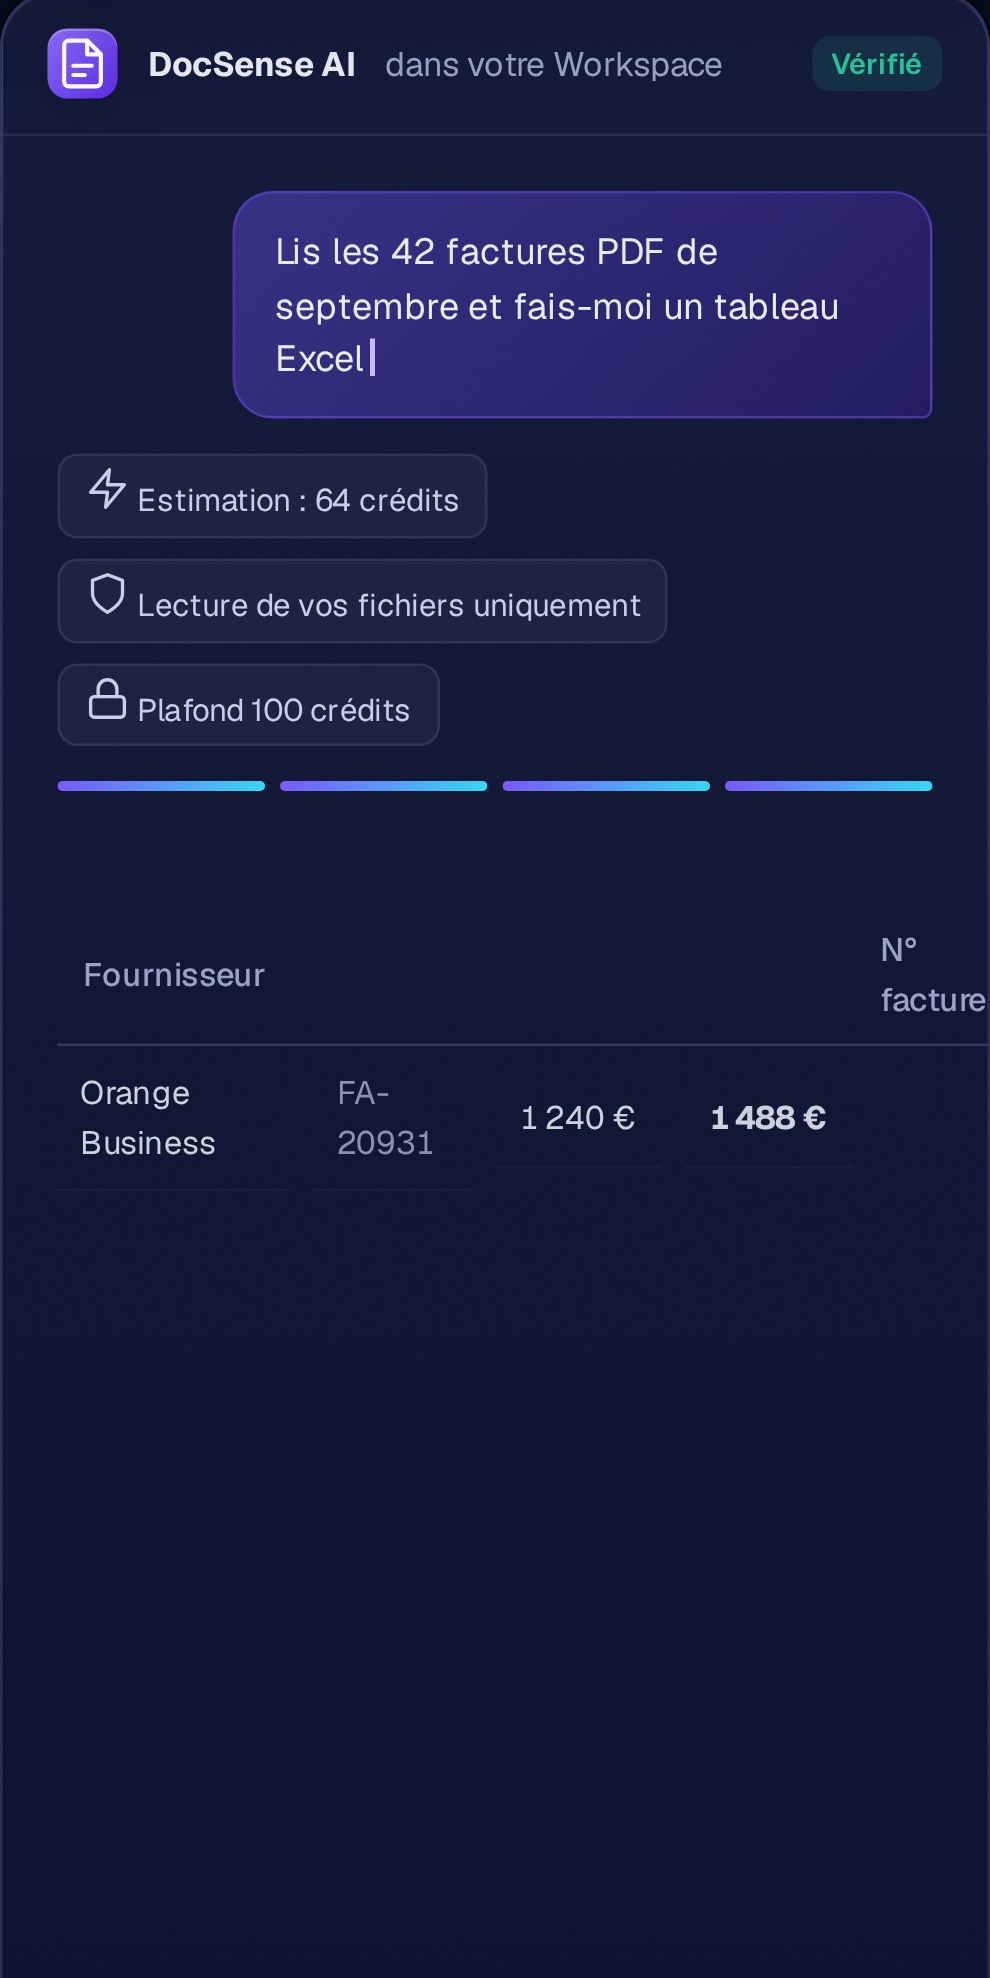 DocSense AI dans votre Workspace Vérifié
Lis les 42 factures PDF de
septembre et fais-moi un tableau
Excel
Estimation : 64 crédits
Lecture de vos fichiers uniquement
Plafond 100 crédits
Fournisseur
N°
facture
Orange
Business
FA-
20931
1 240 €
1 488 €